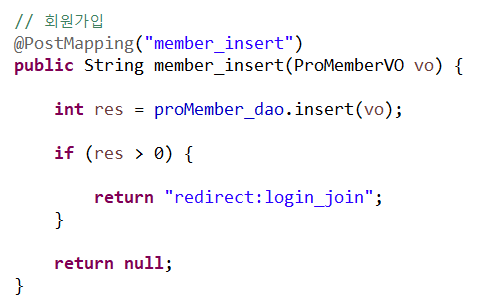 // 회원가입
@PostMapping("member_insert")
public String member_insert(ProMemberVO vo) {
int res = proMember_dao.insert(vo);
if (res > 0) {
return "redirect:login_join";
}
return null;
}